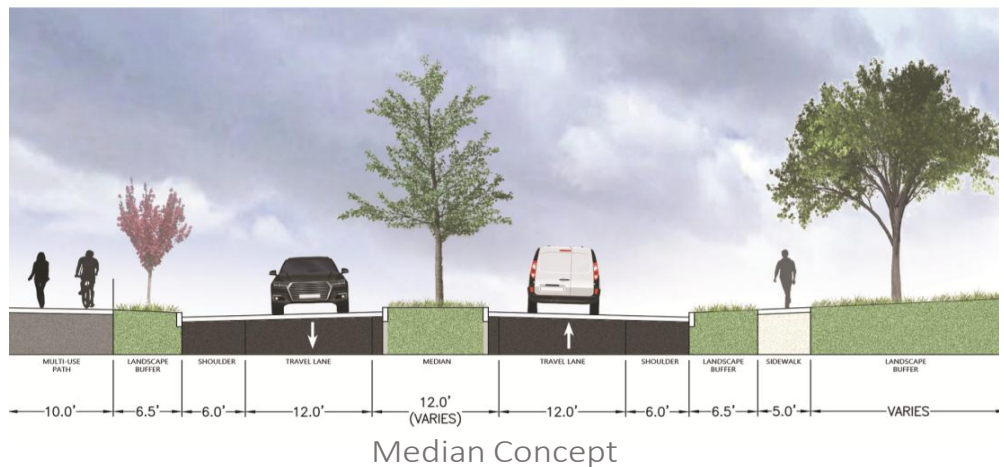 MULTI-USE
PATH
LANDSCAPE
BUFFER
SHOULDER
TRAVEL LANE
MEDIAN
TRAVEL LANE
SHOULDER
LANDSCAPE
BUFFER
SIDEWALK
LANDSCAPE
BUFFER
10.0'
6.5'
6.0'
12.0'
12.0'
(VARIES)
12.0'
6.0'
6.5'
5.0'
VARIES
Median Concept